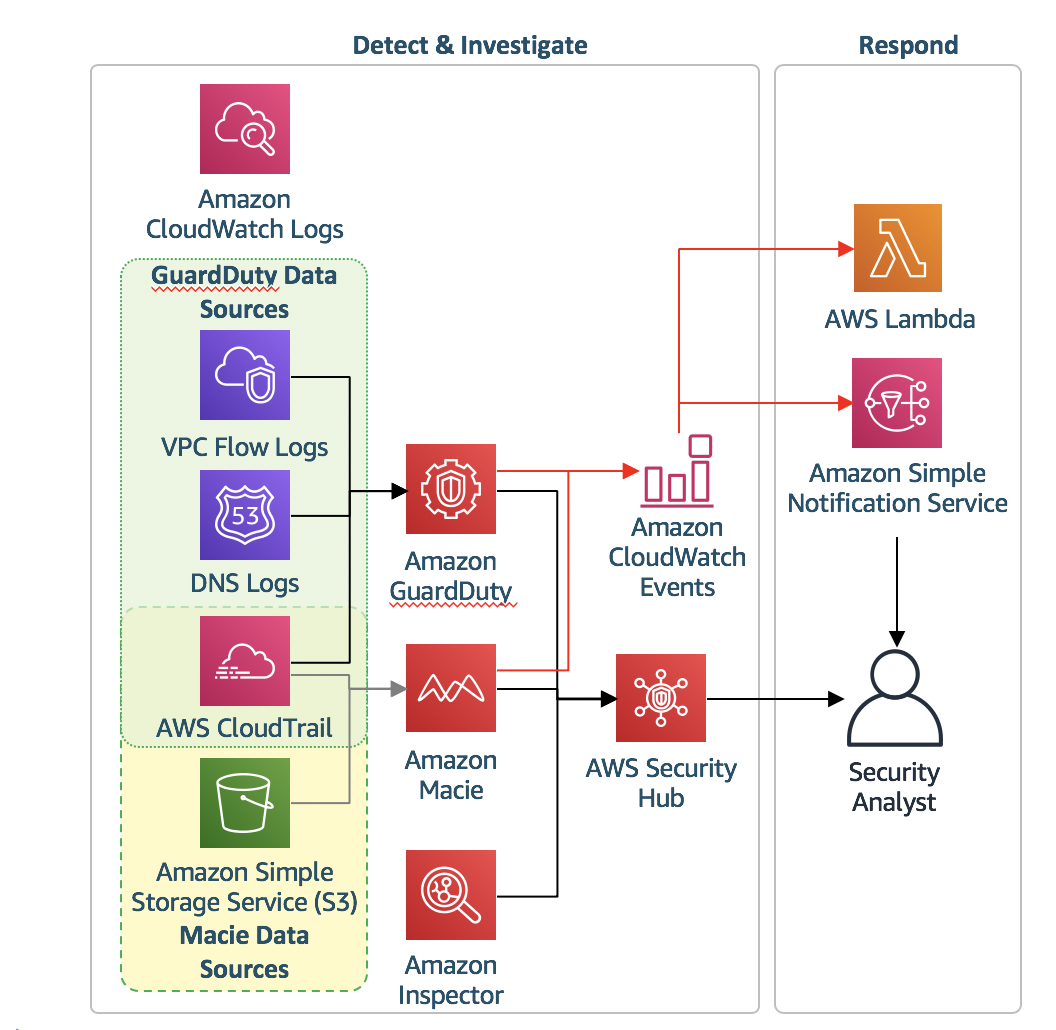 Detect & Investigate
Respond
Amazon
CloudWatch Logs
GuardDuty Data
Sources
VPC Flow Logs
53
DNS Logs
AWS CloudTrail
Amazon Simple
Storage Service (S3)
Macie Data
Sources
Amazon
GuardDuty
Amazon
Macie
Amazon
Inspector
Amazon
CloudWatch
Events
AWS Security
Hub
AWS Lambda
Amazon Simple
Notification Service
Security
Analyst